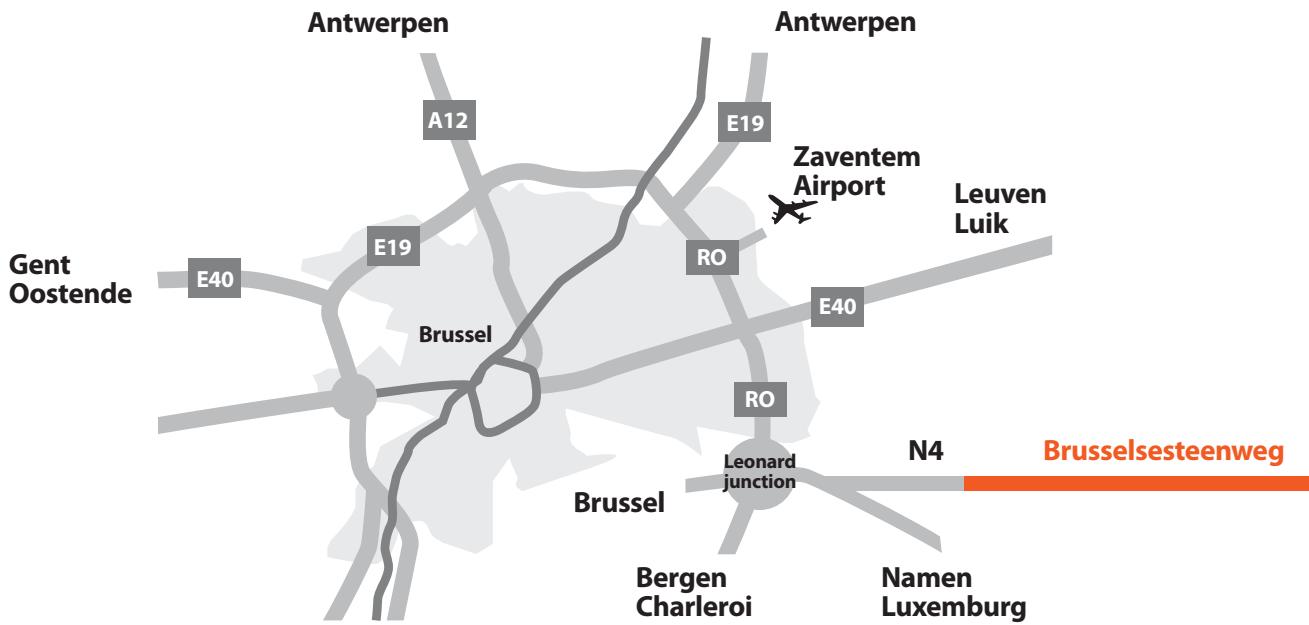 Antwerpen
Antwerpen
A12
E19
Zaventem
Airport
Leuven
Luik
E19
RO
Gent
Oostende
E40
E40
Brussel
RO
Leonard
junction
N4
Brusselsesteenweg
Brussel
Bergen
Charleroi
Namen
Luxemburg